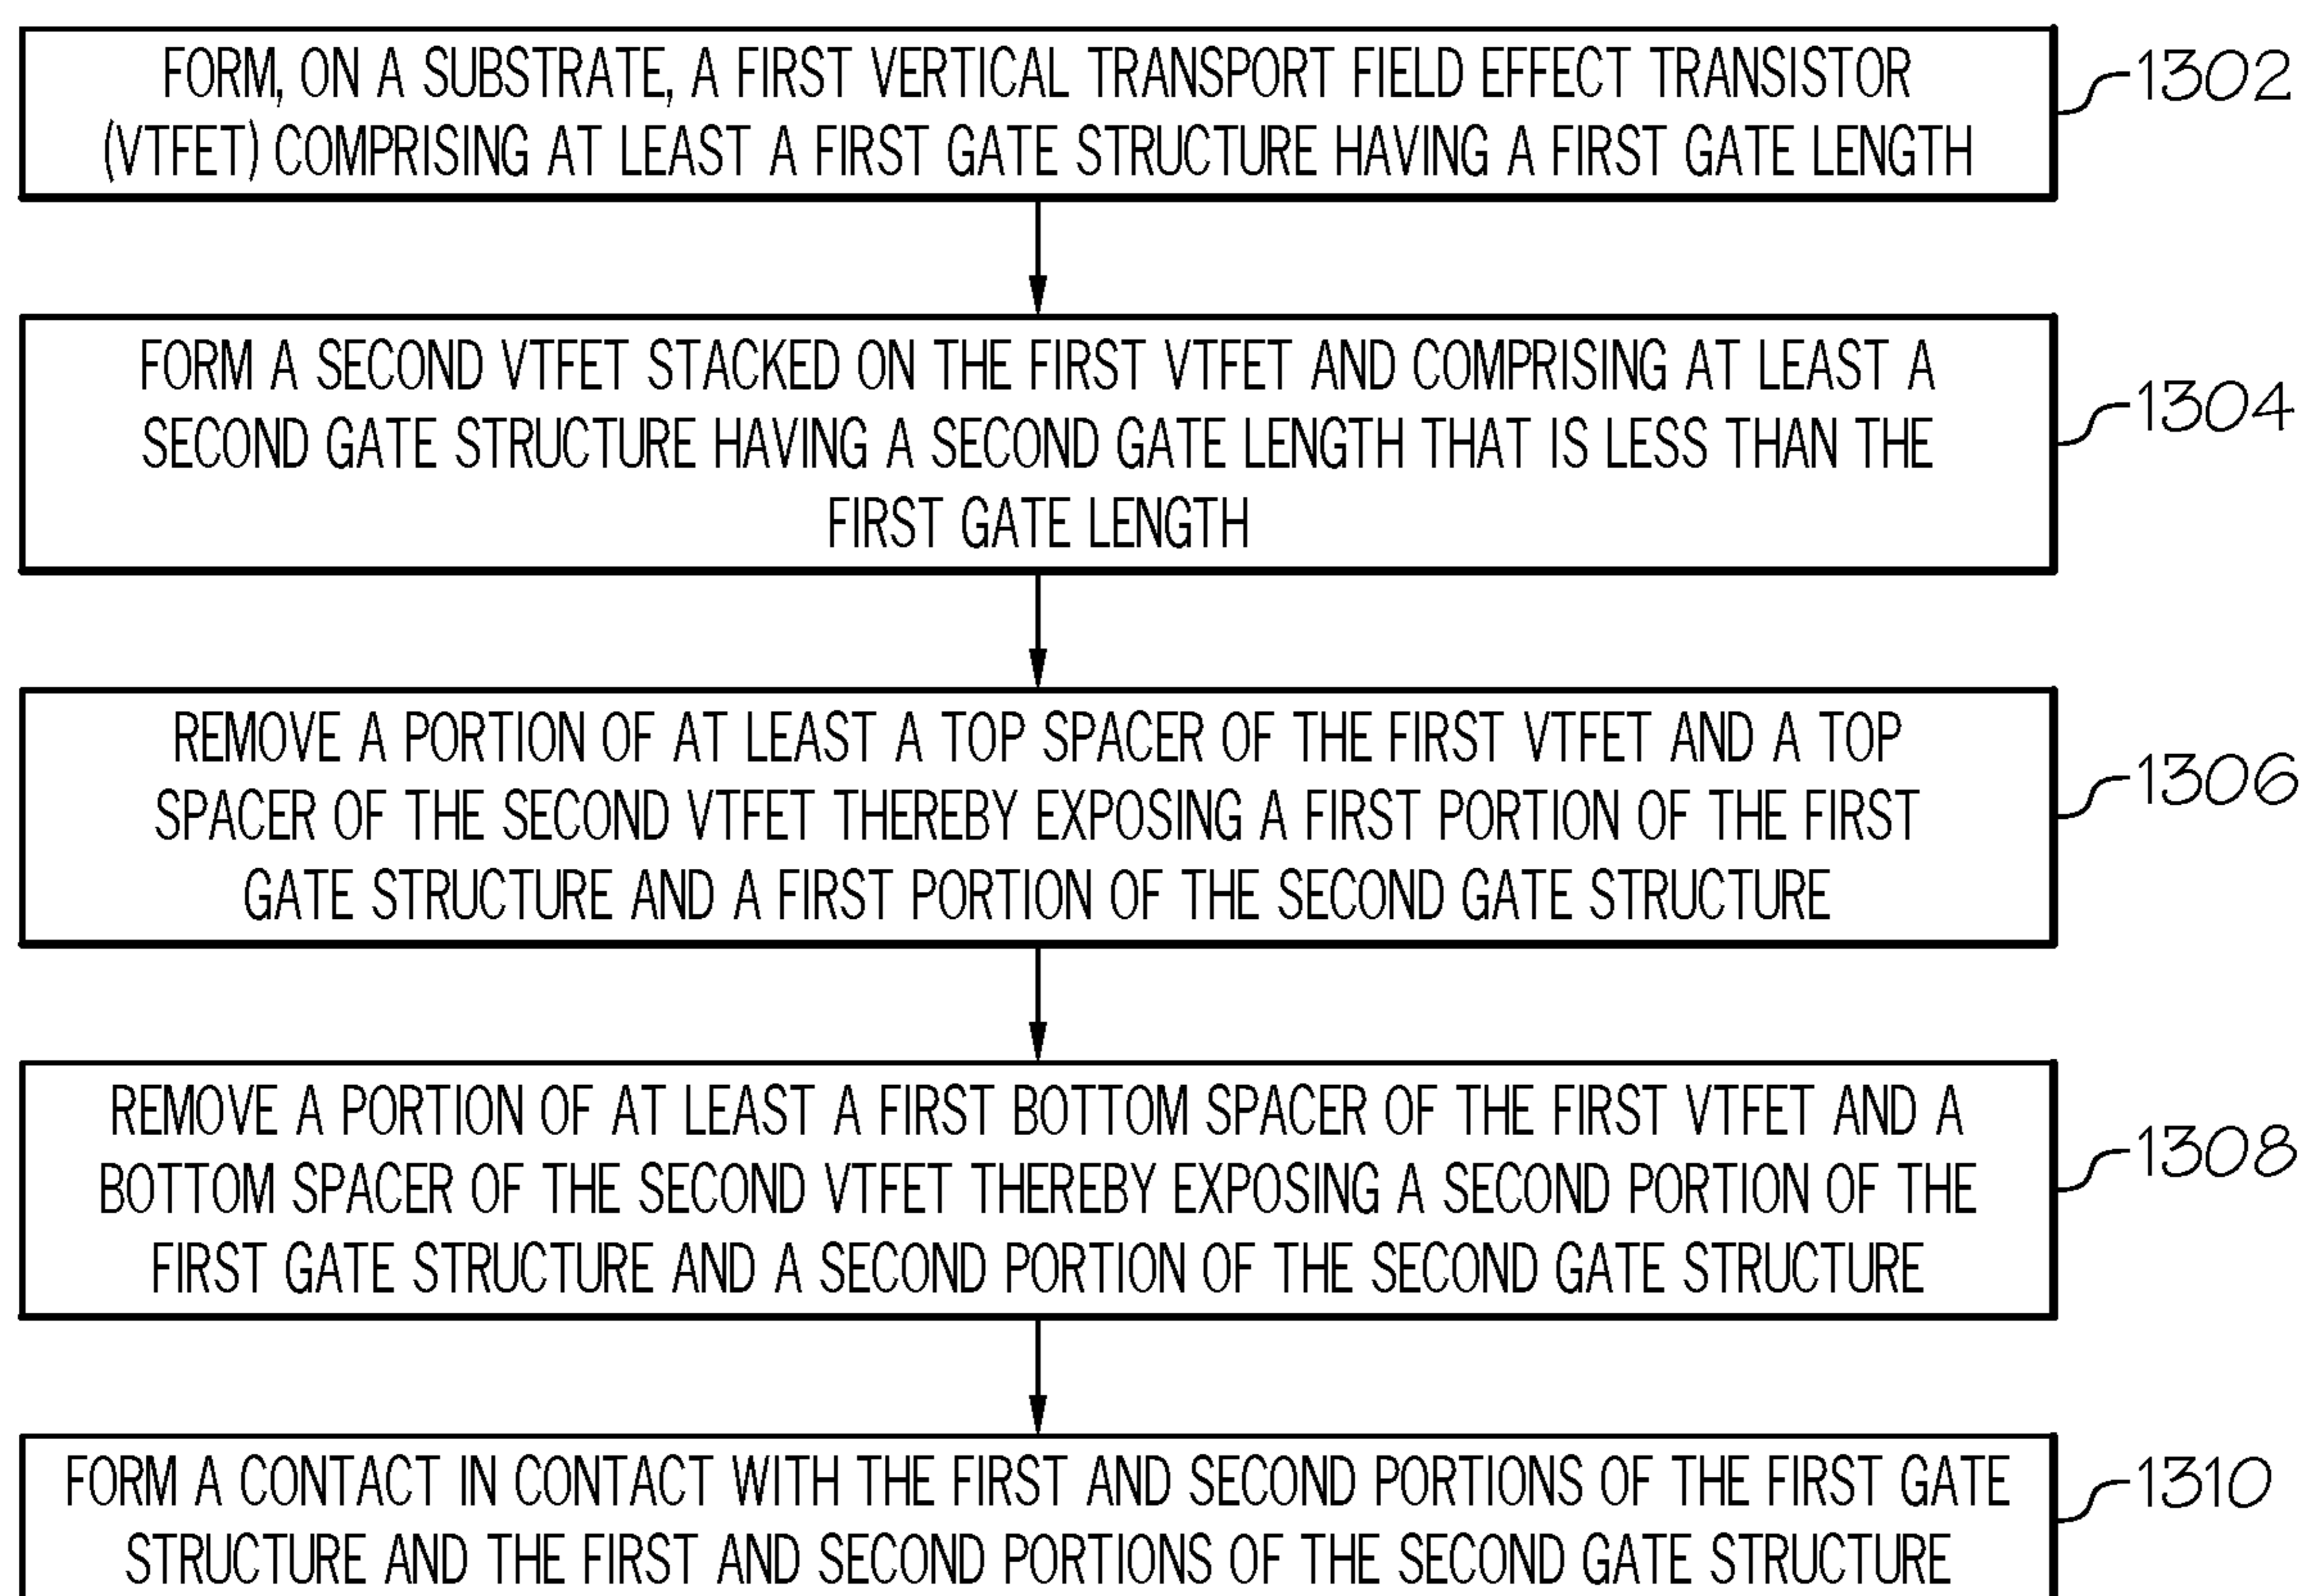 FORM, ON A SUBSTRATE, A FIRST VERTICAL TRANSPORT FIELD EFFECT TRANSISTOR
(VTFET) COMPRISING AT LEAST A FIRST GATE STRUCTURE HAVING A FIRST GATE LENGTH
1302
FORM A SECOND VTFET STACKED ON THE FIRST VTFET AND COMPRISING AT LEAST A
SECOND GATE STRUCTURE HAVING A SECOND GATE LENGTH THAT IS LESS THAN THE
FIRST GATE LENGTH
1304
REMOVE A PORTION OF AT LEAST A TOP SPACER OF THE FIRST VTFET AND A TOP
SPACER OF THE SECOND VTFET THEREBY EXPOSING A FIRST PORTION OF THE FIRST
GATE STRUCTURE AND A FIRST PORTION OF THE SECOND GATE STRUCTURE
1306
REMOVE A PORTION OF AT LEAST A FIRST BOTTOM SPACER OF THE FIRST VTFET AND A
BOTTOM SPACER OF THE SECOND VTFET THEREBY EXPOSING A SECOND PORTION OF THE
FIRST GATE STRUCTURE AND A SECOND PORTION OF THE SECOND GATE STRUCTURE
1308
FORM A CONTACT IN CONTACT WITH THE FIRST AND SECOND PORTIONS OF THE FIRST GATE
STRUCTURE AND THE FIRST AND SECOND PORTIONS OF THE SECOND GATE STRUCTURE
1310